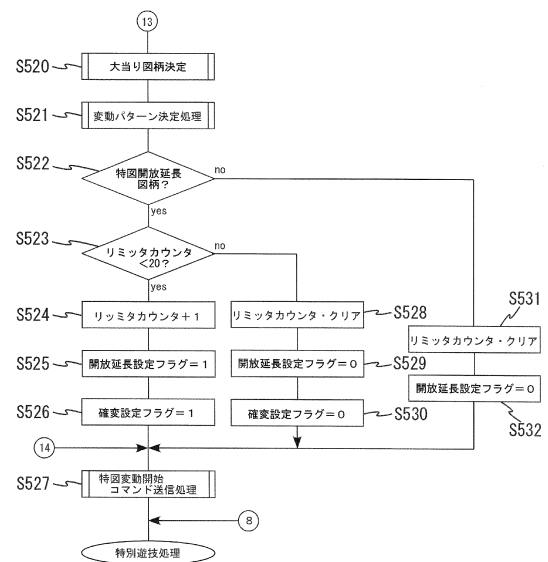 13
S520
大当り図柄決定
S521
変動パターン決定処理
S522
特図開放延長
図柄?
no
yes
S523
リミッタカウンタ
<20?
no
yes
S524
リッミタカウンタ+1
S525
開放延長設定フラグ=1
S526
確変設定フラグ=1
S528
リミッタカウンタ・クリア
S529
開放延長設定フラグ=0
S530
確変設定フラグ=0
S531
リミッタカウンタ・クリア
開放延長設定フラグ=0
S532
14
S527
特図変動開始
コマンド送信処理
8
特別遊技処理